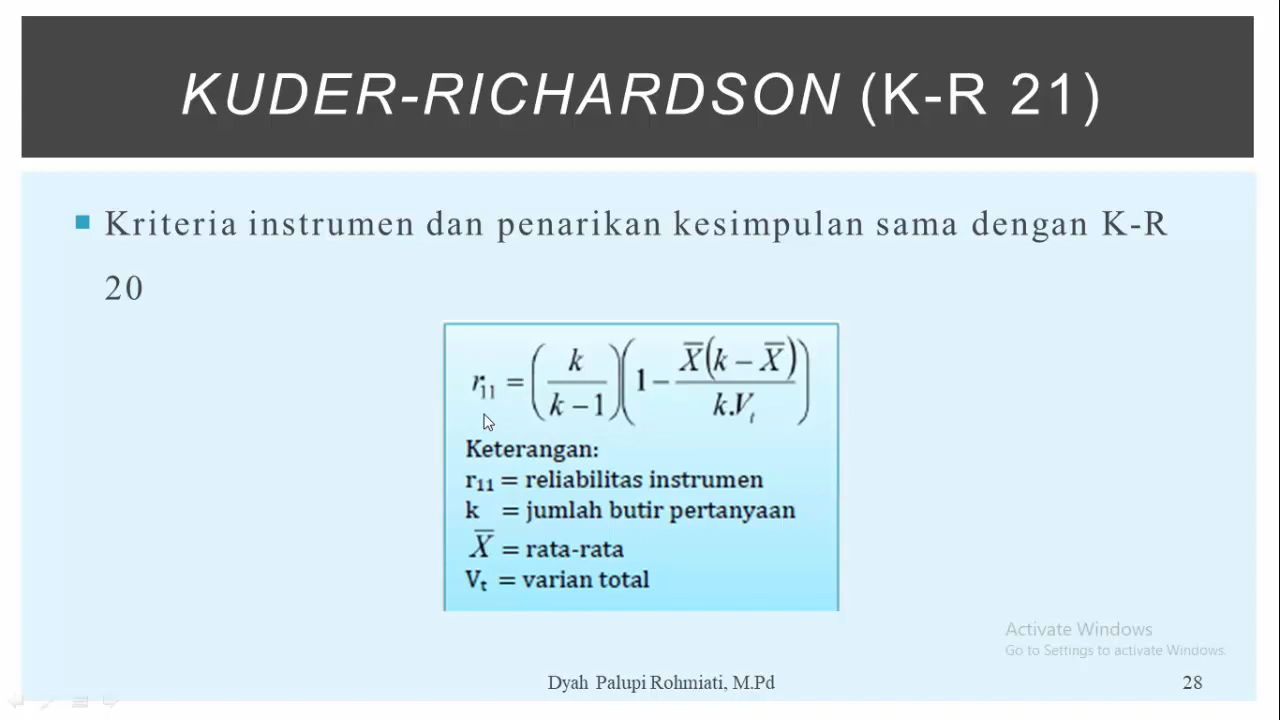 KUDER-RICHARDSON (K-R 21)
Kriteria instrumen dan penarikan kesimpulan sama dengan K-R
20
r₁₁ = (k / (k − 1)) (1 − X̅(k − X̅) / k.Vₜ)
Keterangan:
r₁₁ = reliabilitas instrumen
k = jumlah butir pertanyaan
X̅ = rata-rata
Vₜ = varian total
Activate Windows
Go to Settings to activate Windows.
Dyah Palupi Rohmiati, M.Pd
28